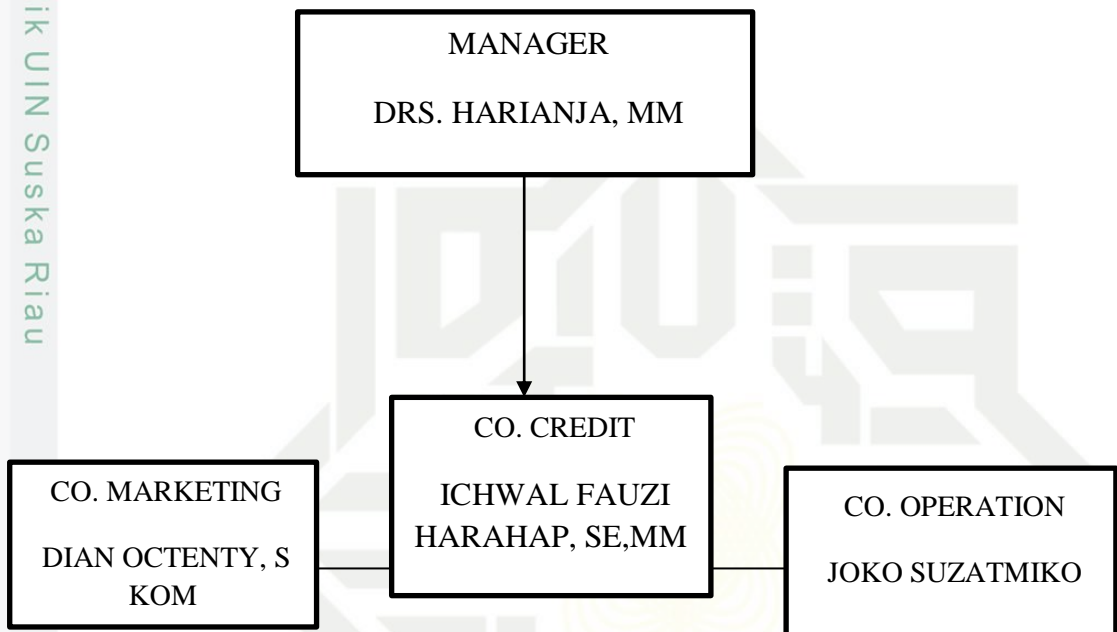 ik UIN Suska Riau
MANAGER
DRS. HARIANJA, MM
CO. CREDIT
ICHWAL FAUZI
HARAHAP, SE,MM
CO. MARKETING
DIAN OCTENTY, S
KOM
CO. OPERATION
JOKO SUZATMIKO